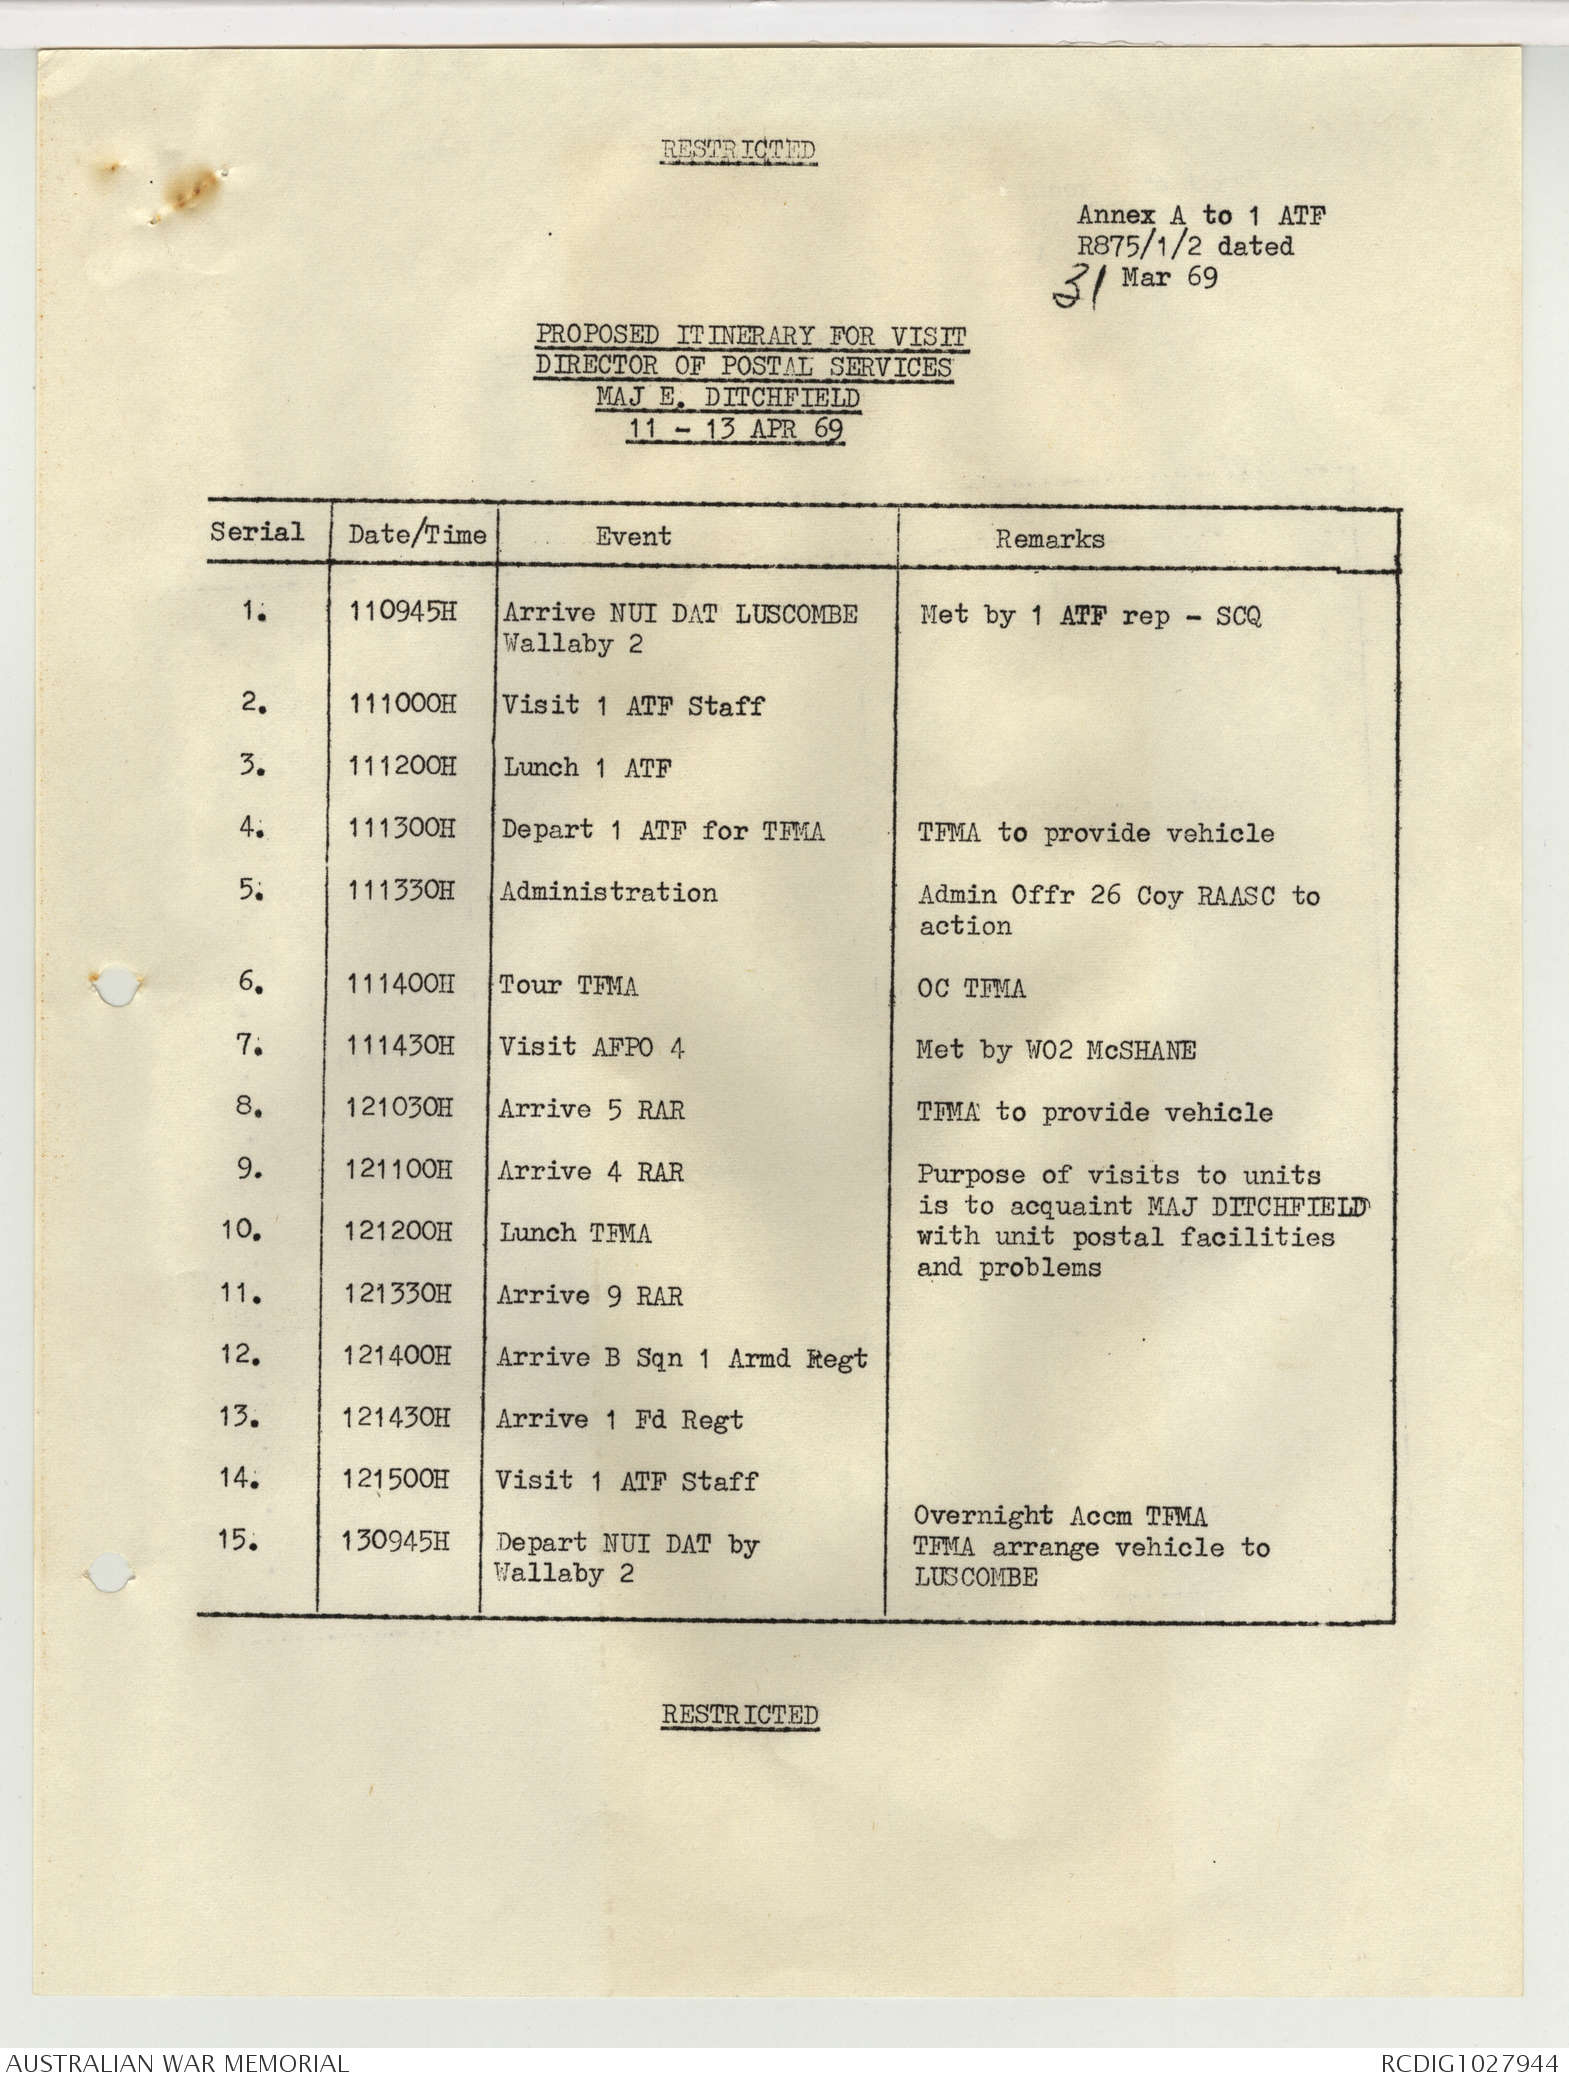 RESTRICTED
Annex A to 1 ATF
R875/1/2 dated
31 Mar 69
PROPOSED ITINERARY FOR VISIT
DIRECTOR OF POSTAL SERVICES
MAJ E. DITCHFIELD
11 - 13 APR 69
Serial Date/Time Event Remarks
1. 110945H Arrive NUI DAT LUSCOMBE Met by 1 ATF rep - SCQ
Wallaby 2
2. 111000H Visit 1 ATF Staff
3. 111200H Lunch 1 ATF
4. 111300H Depart 1 ATF for TFMA TFMA to provide vehicle
5. 111330H Administration Admin Offr 26 Coy RAASC to
action
6. 111400H Tour TFMA OC TFMA
7. 111430H Visit AFPO 4 Met by WO2 McSHANE
8. 121030H Arrive 5 RAR TFMA to provide vehicle
9. 121100H Arrive 4 RAR Purpose of visits to units
is to acquaint MAJ DITCHFIELD
10. 121200H Lunch TFMA with unit postal facilities
and problems
11. 121330H Arrive 9 RAR
12. 121400H Arrive B Sqn 1 Armd Regt
13. 121430H Arrive 1 Fd Regt
14. 121500H Visit 1 ATF Staff
Overnight Accm TFMA
15. 130945H Depart NUI DAT by TFMA arrange vehicle to
Wallaby 2 LUSCOMBE
RESTRICTED
AUSTRALIAN WAR MEMORIAL RCDIG1027944